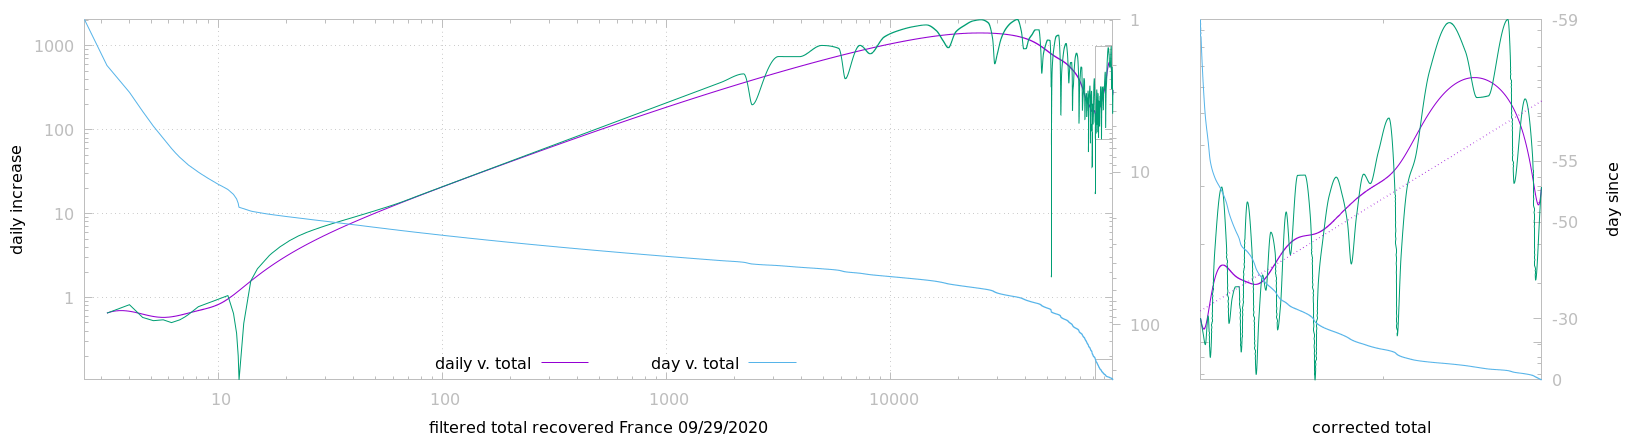 daily increase
1000
100
10
1
10
100
1000
10000
filtered total recovered France 09/29/2020
daily v. total
day v. total
1
10
100
-59
-55
-50
-30
0
day since
corrected total